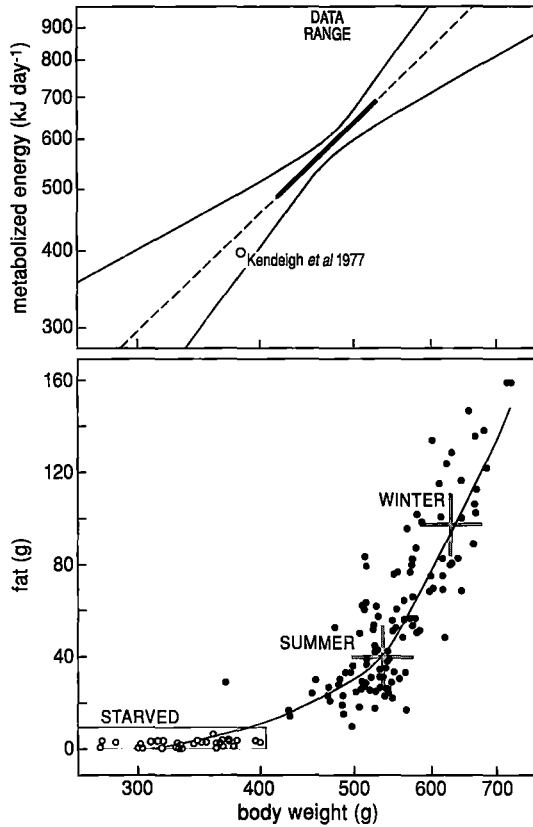 DATA
RANGE
900
800
700
600
500
400
300
metabolized energy (kJ day-1)
Kendeigh et al 1977
160
120
80
40
0
fat (g)
WINTER
SUMMER
STARVED
300
400
500
600
700
body weight (g)